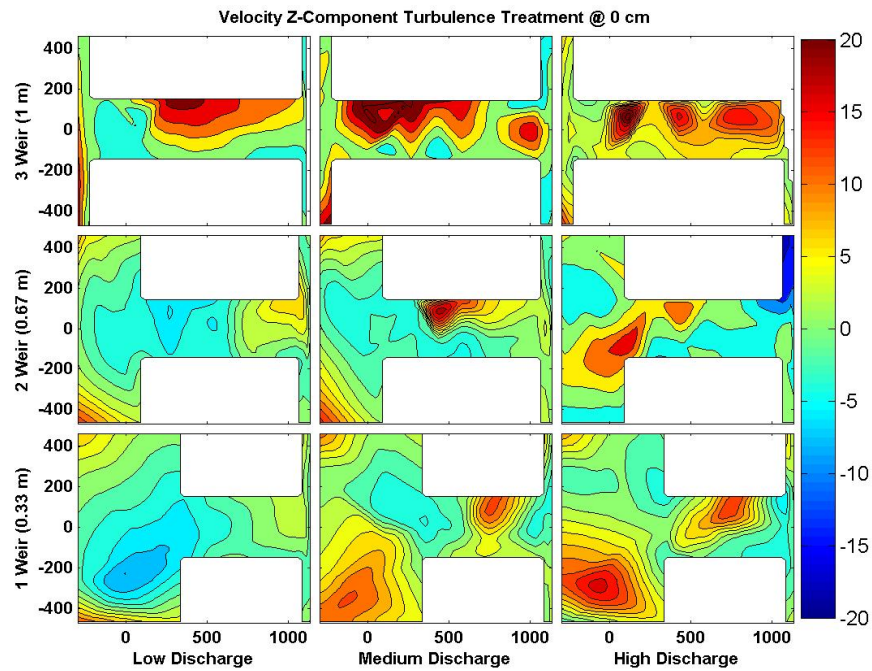 Velocity Z-Component Turbulence Treatment @ 0 cm
3 Weir (1 m)
400
200
0
-200
-400
2 Weir (0.67 m)
400
200
0
-200
-400
1 Weir (0.33 m)
400
200
0
-200
-400
0 500 1000
0 500 1000
0 500 1000
Low Discharge
Medium Discharge
High Discharge
20
15
10
5
0
-5
-10
-15
-20